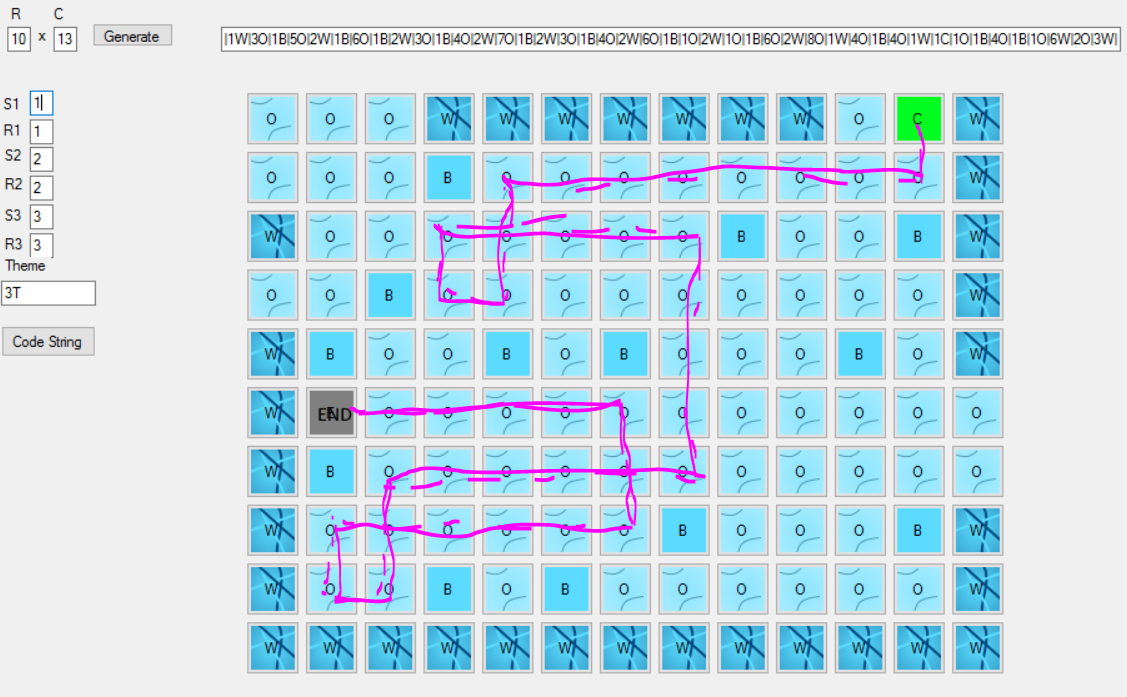 R C
10 x 13 Generate |1W|3O|1B|5O|2W|1B|6O|1B|2W|3O|1B|4O|2W|7O|1B|2W|3O|1B|4O|2W|6O|1B|1O|2W|1O|1B|6O|2W|8O|1W|4O|1B|4O|1W|1C|1O|1B|4O|1B|1O|6W|2O|3W|
S1 1
R1 1
S2 2
R2 2
S3 3
R3 3
Theme
3T
Code String
O O O W W W W W W W O C W
O O O B O O O O O O O O W
W O O O O O O O B O O B W
O O B O O O O O O O O O W
W B O O B O B O O O B O W
W END O O O O O O O O O O O
W B O O O O O O O O O O O
W O O O O O O B O O O B W
W O O B O B O O O O O O W
W W W W W W W W W W W W W